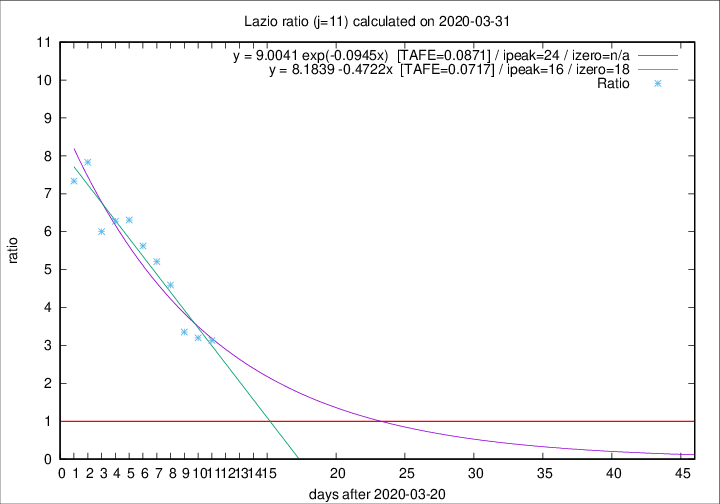 Lazio ratio (j=11) calculated on 2020-03-31
y = 9.0041 exp(-0.0945x) [TAFE=0.0871] / ipeak=24 / izero=n/a
y = 8.1839 -0.4722x [TAFE=0.0717] / ipeak=16 / izero=18
Ratio
11
10
9
8
7
6
5
4
3
2
1
0
ratio
0 1 2 3 4 5 6 7 8 9 10 11 12 13 14 15 20 25 30 35 40 45
days after 2020-03-20